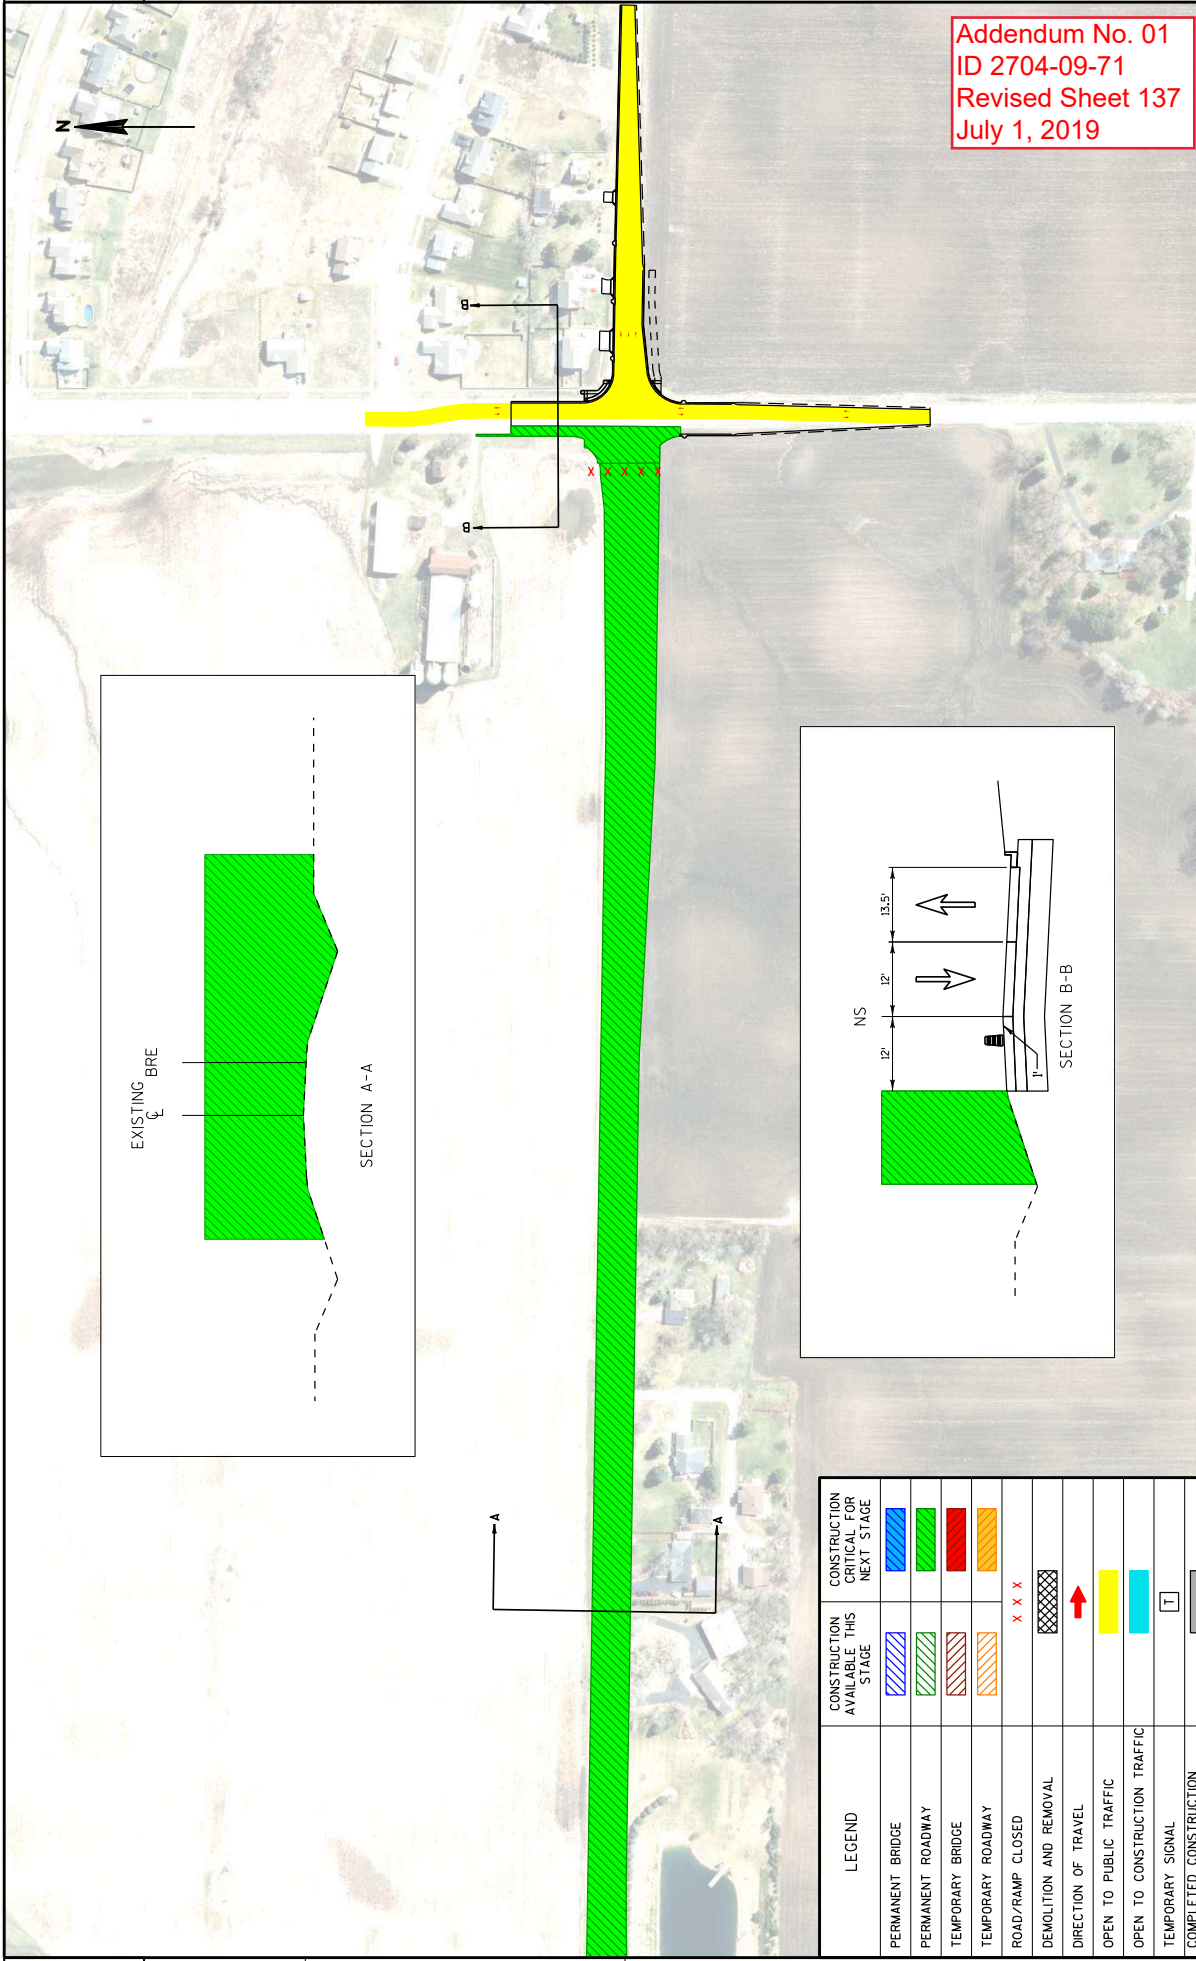 Addendum No. 01
ID 2704-09-71
Revised Sheet 137
July 1, 2019
N
B
B
X X X X X
EXISTING
℄
BRE
SECTION A-A
NS
12'
12'
13.5'
1'
SECTION B-B
A
A
LEGEND
CONSTRUCTION
AVAILABLE THIS
STAGE
CONSTRUCTION
CRITICAL FOR
NEXT STAGE
PERMANENT BRIDGE
PERMANENT ROADWAY
TEMPORARY BRIDGE
TEMPORARY ROADWAY
ROAD/RAMP CLOSED
X X X
DEMOLITION AND REMOVAL
DIRECTION OF TRAVEL
OPEN TO PUBLIC TRAFFIC
OPEN TO CONSTRUCTION TRAFFIC
TEMPORARY SIGNAL
T
COMPLETED CONSTRUCTION